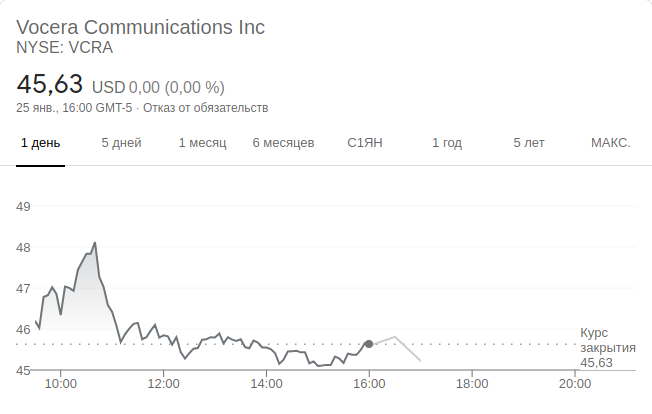 Vocera Communications Inc
NYSE: VCRA
45,63 USD 0,00 (0,00 %)
25 янв., 16:00 GMT-5 · Отказ от обязательств
1 день 5 дней 1 месяц 6 месяцев С1ЯН 1 год 5 лет МАКС.
49
48
47
46
Курс
закрытия
45,63
45
10:00 12:00 14:00 16:00 18:00 20:00